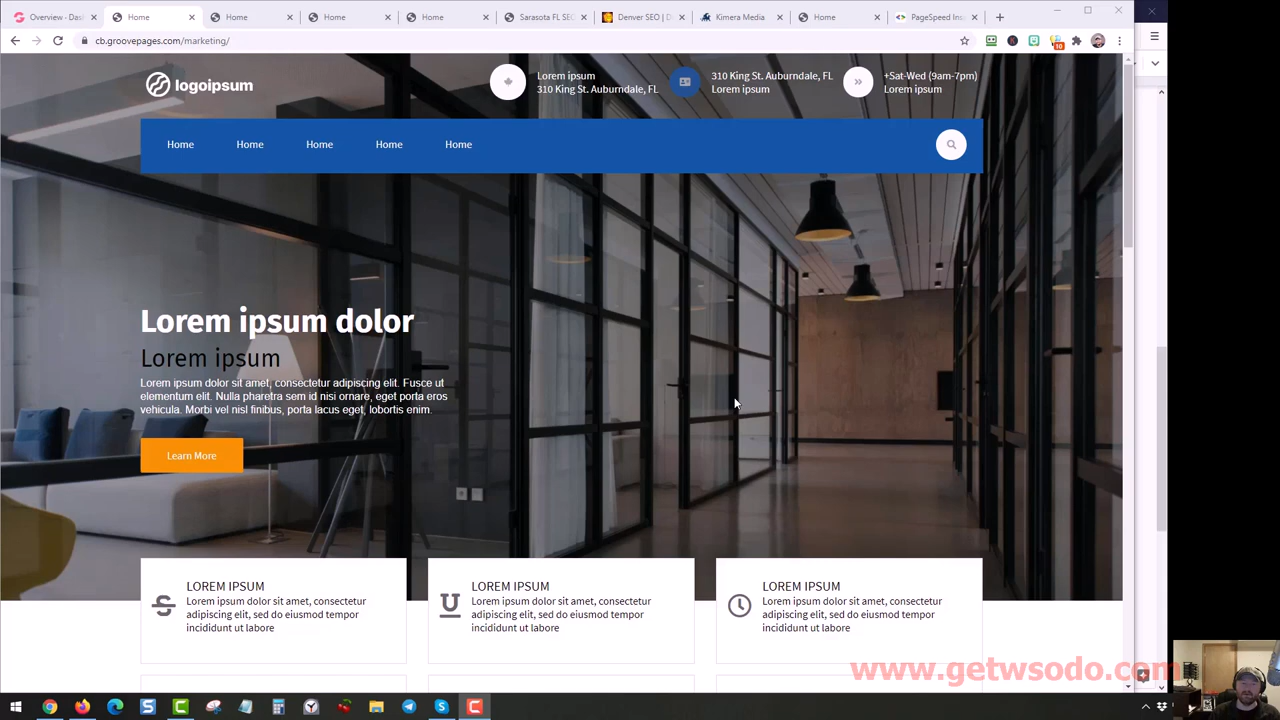 Overview - Das
Home
Home
Home
Home
Sarasota FL SEO
Denver SEO | D
Kimera Media
Home
PageSpeed Ins
cb.groovepages.com/marketing/
10
logoipsum
Lorem ipsum
310 King St. Auburndale, FL
310 King St. Auburndale, FL
Lorem ipsum
+Sat-Wed (9am-7pm)
Lorem ipsum
Home
Home
Home
Home
Home
Lorem ipsum dolor
Lorem ipsum
Lorem ipsum dolor sit amet, consectetur adipiscing elit. Fusce ut
elementum elit. Nulla pharetra sem id nisi ornare, eget porta eros
vehicula. Morbi vel nisl finibus, porta lacus eget, lobortis enim.
Learn More
LOREM IPSUM
Lorem ipsum dolor sit amet, consectetur
adipiscing elit, sed do eiusmod tempor
incididunt ut labore
LOREM IPSUM
Lorem ipsum dolor sit amet, consectetur
adipiscing elit, sed do eiusmod tempor
incididunt ut labore
LOREM IPSUM
Lorem ipsum dolor sit amet, consectetur
adipiscing elit, sed do eiusmod tempor
incididunt ut labore
www.getwsodo.com